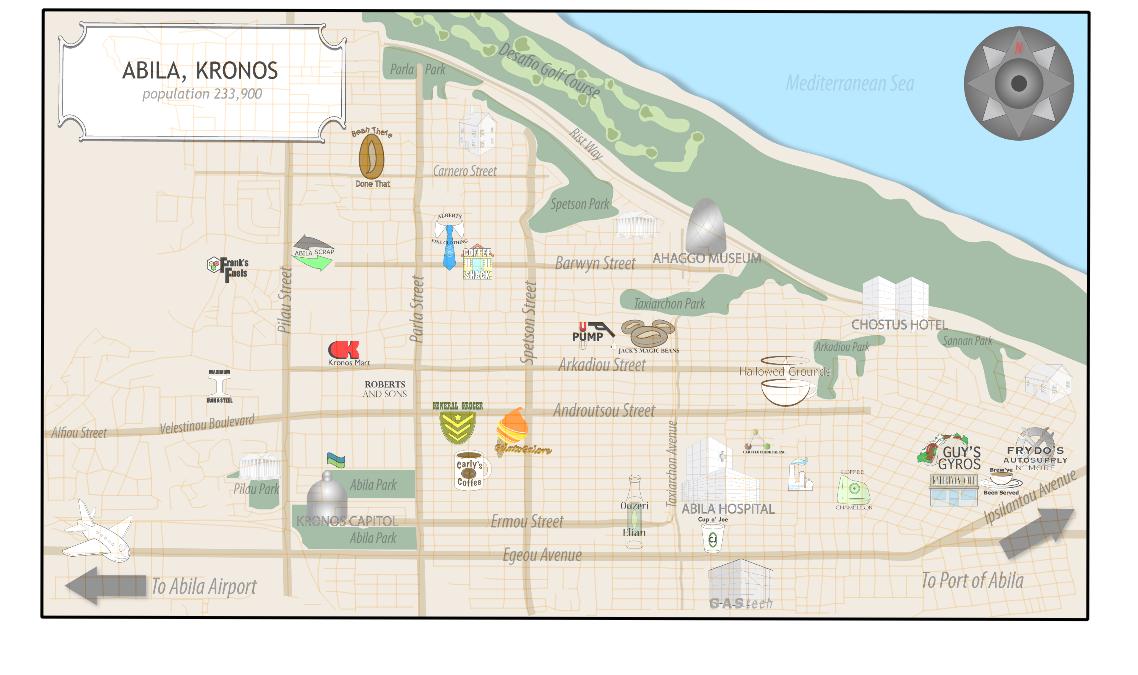 ABILA, KRONOS
population 233,900
N
Mediterranean Sea
Desafio Golf Course
Parla Park
Rist Way
Bean There
Done That
Carnero Street
Spetson Park
ALBERT'S
FINE CLOTHING
COFFEE
SHACK
ABILA SCRAP
Frank's
Fuels
Barwyn Street
AHAGGO MUSEUM
Pilau Street
Parla Street
Spetson Street
Taxiarchon Park
CHOSTUS HOTEL
U
PUMP
JACK'S MAGIC BEANS
Arkadiou Park
Sannan Park
Kronos Mart
Arkadiou Street
Hallowed Grounds
ROBERTS
AND SONS
GENERAL GROCER
Androutsou Street
Gelatogalore
Alfiou Street
Velestinou Boulevard
Taxiarchon Avenue
GUY'S
GYROS
FRYDO'S
AUTOSUPPLY
N' MORE
Carly's
Coffee
Brew've
Been Served
Pilau Park
Abila Park
COFFEE
CHAMELEON
Ipsilantou Avenue
Ouzeri
Elian
ABILA HOSPITAL
Cup o' Joe
KRONOS CAPITOL
Ermou Street
Abila Park
Egeou Avenue
To Abila Airport
To Port of Abila
GAStech